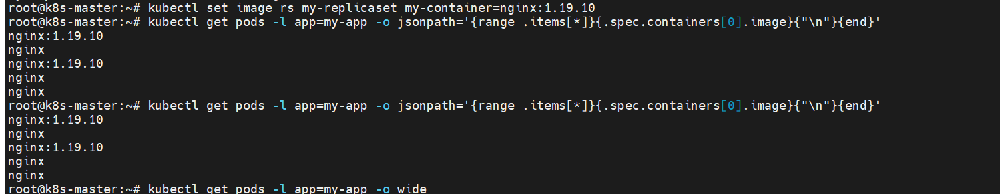 root@k8s-master:~# kubectl set image rs my-replicaset my-container=nginx:1.19.10
root@k8s-master:~# kubectl get pods -l app=my-app -o jsonpath='{range .items[*]}{.spec.containers[0].image}{"\n"}{end}'
nginx:1.19.10
nginx
nginx:1.19.10
nginx
nginx
root@k8s-master:~# kubectl get pods -l app=my-app -o jsonpath='{range .items[*]}{.spec.containers[0].image}{"\n"}{end}'
nginx:1.19.10
nginx
nginx:1.19.10
nginx
nginx
root@k8s-master:~# kubectl get pods -l app=my-app -o wide